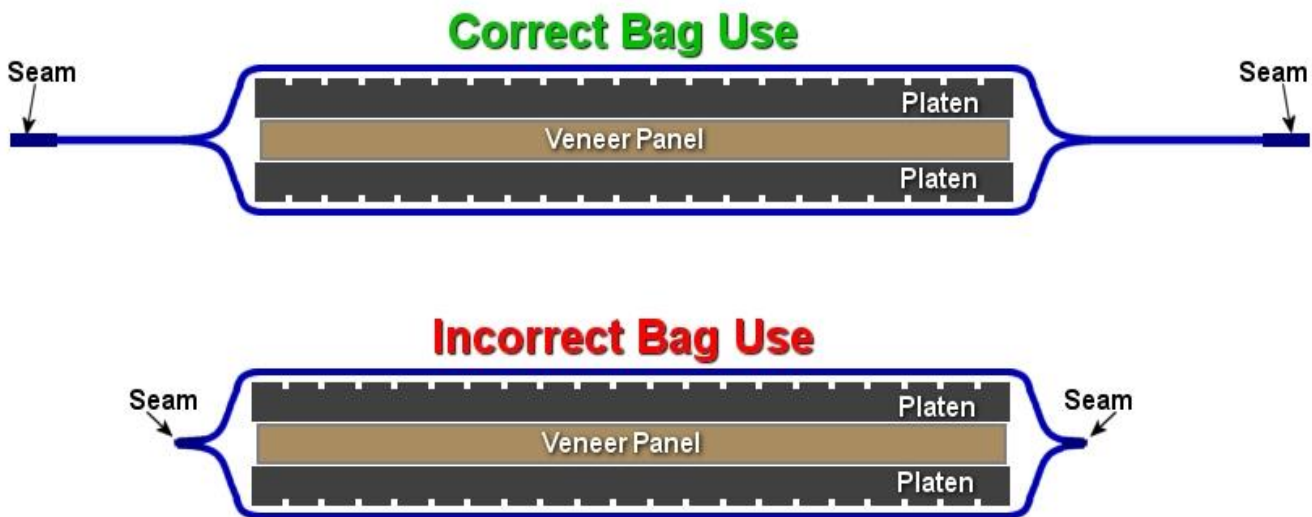 Correct Bag Use
Seam
Seam
Platen
Veneer Panel
Platen
Incorrect Bag Use
Seam
Seam
Platen
Veneer Panel
Platen